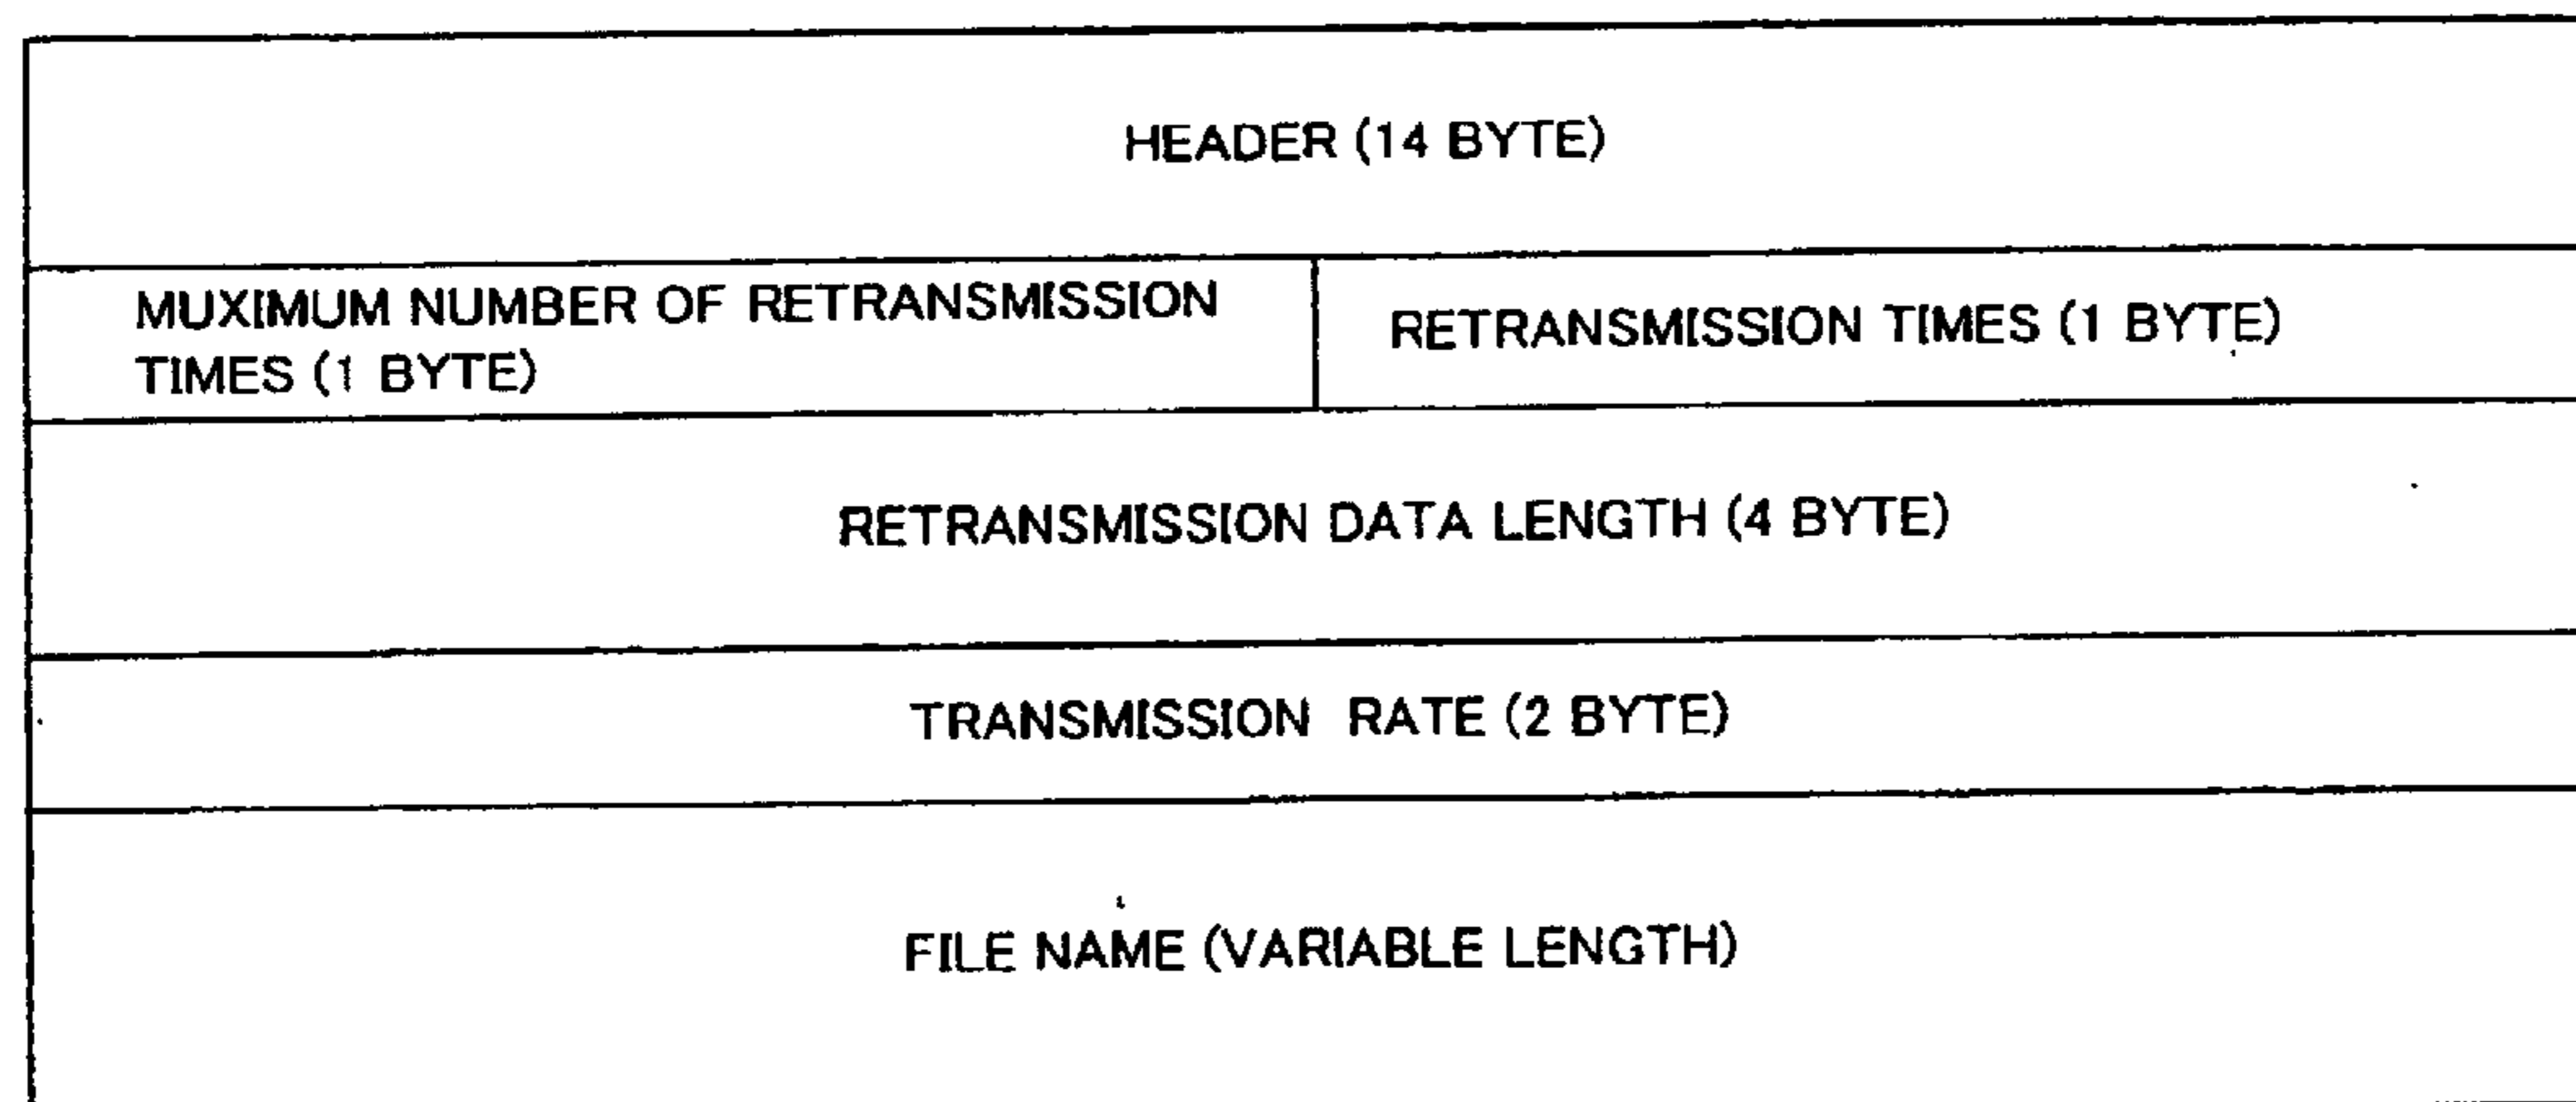 HEADER (14 BYTE)
MUXIMUM NUMBER OF RETRANSMISSION
TIMES (1 BYTE)
RETRANSMISSION TIMES (1 BYTE)
RETRANSMISSION DATA LENGTH (4 BYTE)
TRANSMISSION RATE (2 BYTE)
FILE NAME (VARIABLE LENGTH)